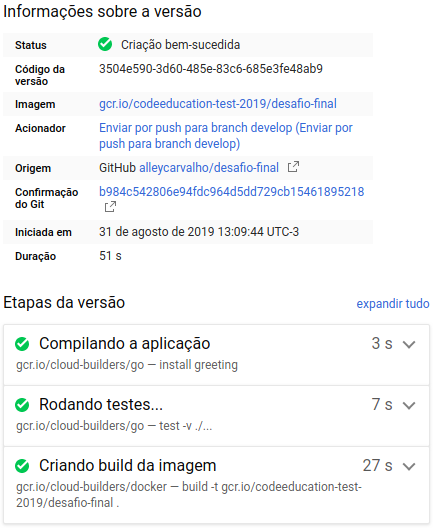 Informações sobre a versão
Status Criação bem-sucedida
Código da versão 3504e590-3d60-485e-83c6-685e3fe48ab9
Imagem gcr.io/codeeducation-test-2019/desafio-final
Acionador Enviar por push para branch develop (Enviar por
push para branch develop)
Origem GitHub alleycarvalho/desafio-final
Confirmação do Git b984c542806e94fdc964d5dd729cb15461895218
Iniciada em 31 de agosto de 2019 13:09:44 UTC-3
Duração 51 s
Etapas da versão expandir tudo
Compilando a aplicação 3 s
gcr.io/cloud-builders/go — install greeting
Rodando testes... 7 s
gcr.io/cloud-builders/go — test -v ./...
Criando build da imagem 27 s
gcr.io/cloud-builders/docker — build -t gcr.io/codeeducation-test-
2019/desafio-final .